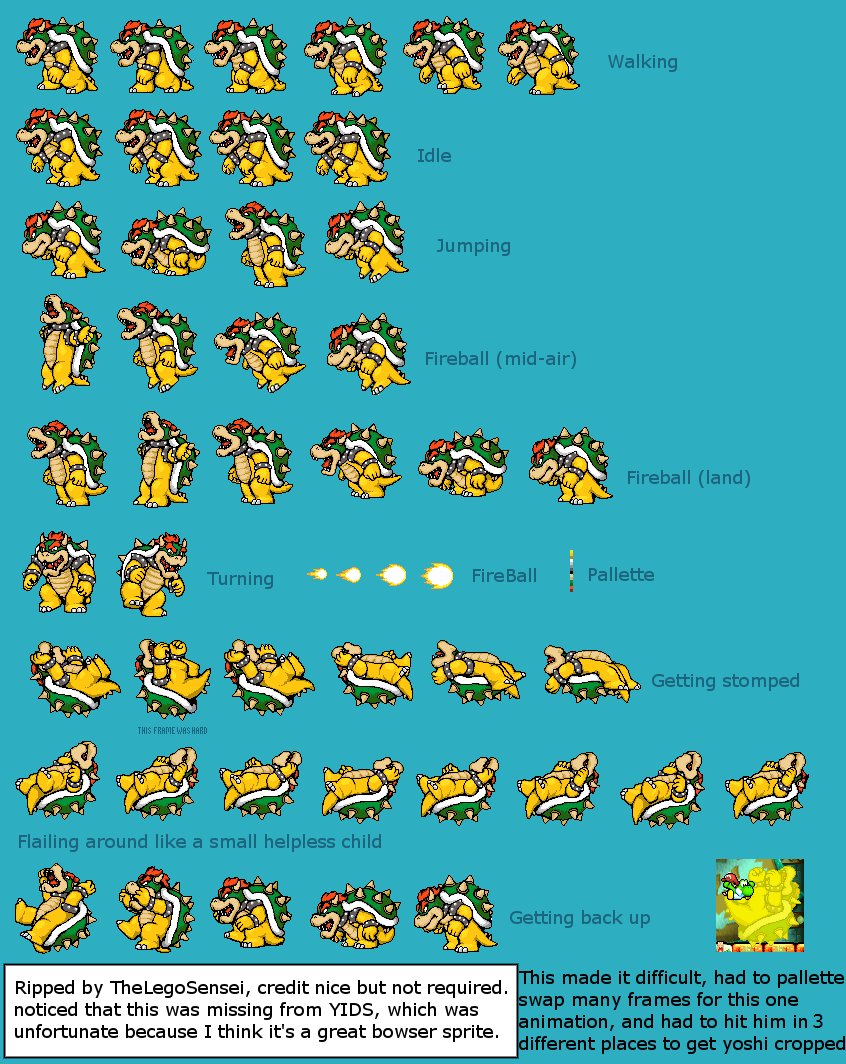 Walking
Idle
Jumping
Fireball (mid-air)
Fireball (land)
Turning
FireBall
Pallette
Getting stomped
THIS FRAME WAS HARD
Flailing around like a small helpless child
Getting back up
Ripped by TheLegoSensei, credit nice but not required.
noticed that this was missing from YIDS, which was
unfortunate because I think it's a great bowser sprite.
This made it difficult, had to pallette
swap many frames for this one
animation, and had to hit him in 3
different places to get yoshi cropped